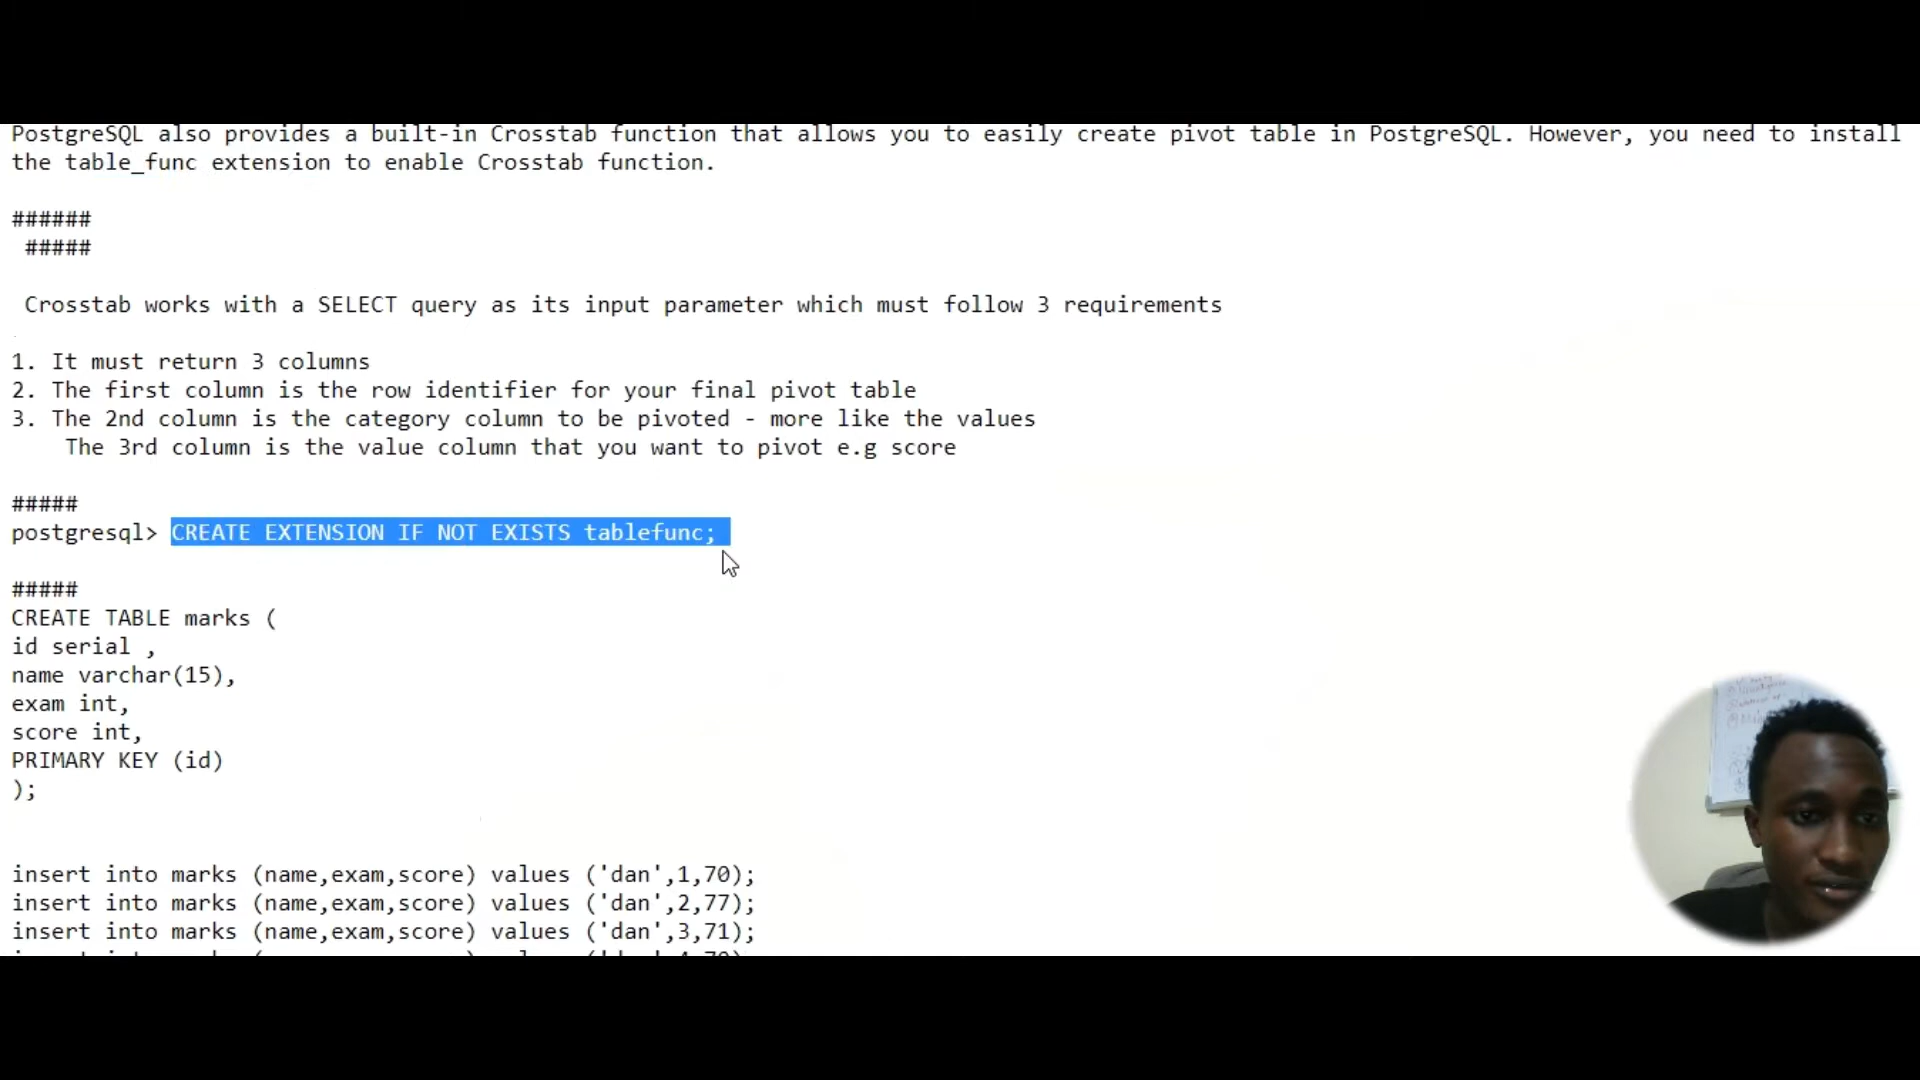 PostgreSQL also provides a built-in Crosstab function that allows you to easily create pivot table in PostgreSQL. However, you need to install
the table_func extension to enable Crosstab function.
######
#####
Crosstab works with a SELECT query as its input parameter which must follow 3 requirements
1. It must return 3 columns
2. The first column is the row identifier for your final pivot table
3. The 2nd column is the category column to be pivoted - more like the values
The 3rd column is the value column that you want to pivot e.g score
#####
postgresql> CREATE EXTENSION IF NOT EXISTS tablefunc;
#####
CREATE TABLE marks (
id serial ,
name varchar(15),
exam int,
score int,
PRIMARY KEY (id)
);
insert into marks (name,exam,score) values ('dan',1,70);
insert into marks (name,exam,score) values ('dan',2,77);
insert into marks (name,exam,score) values ('dan',3,71);